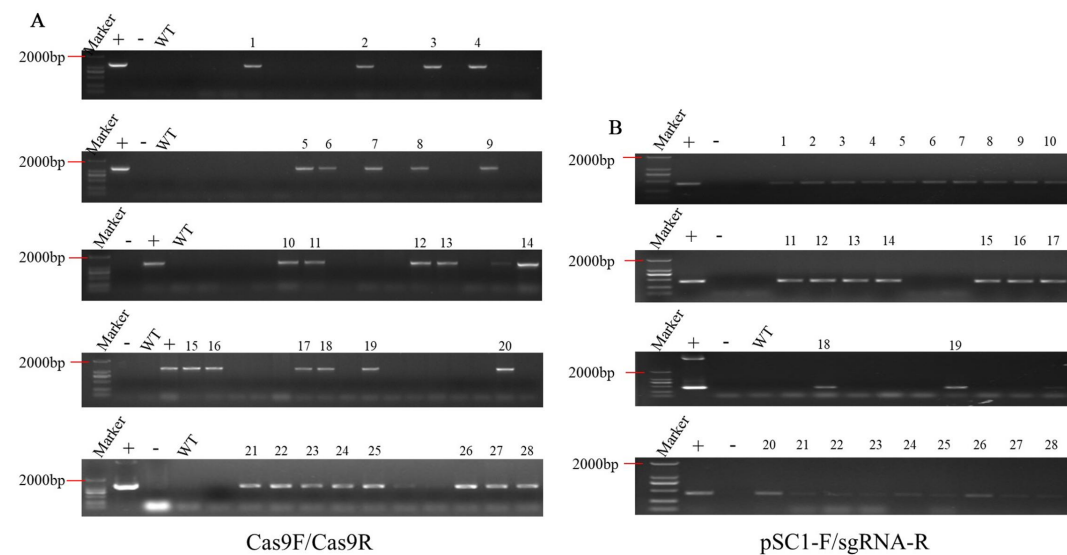 A
Marker + - WT 1 2 3 4
2000bp
Marker + - WT 5 6 7 8 9
2000bp
Marker - + WT 10 11 12 13 14
2000bp
Marker - WT + 15 16 17 18 19 20
2000bp
Marker + - WT 21 22 23 24 25 26 27 28
2000bp
Cas9F/Cas9R
B
Marker + - 1 2 3 4 5 6 7 8 9 10
2000bp
Marker + - 11 12 13 14 15 16 17
2000bp
Marker + - WT 18 19
2000bp
Marker + - 20 21 22 23 24 25 26 27 28
2000bp
pSC1-F/sgRNA-R